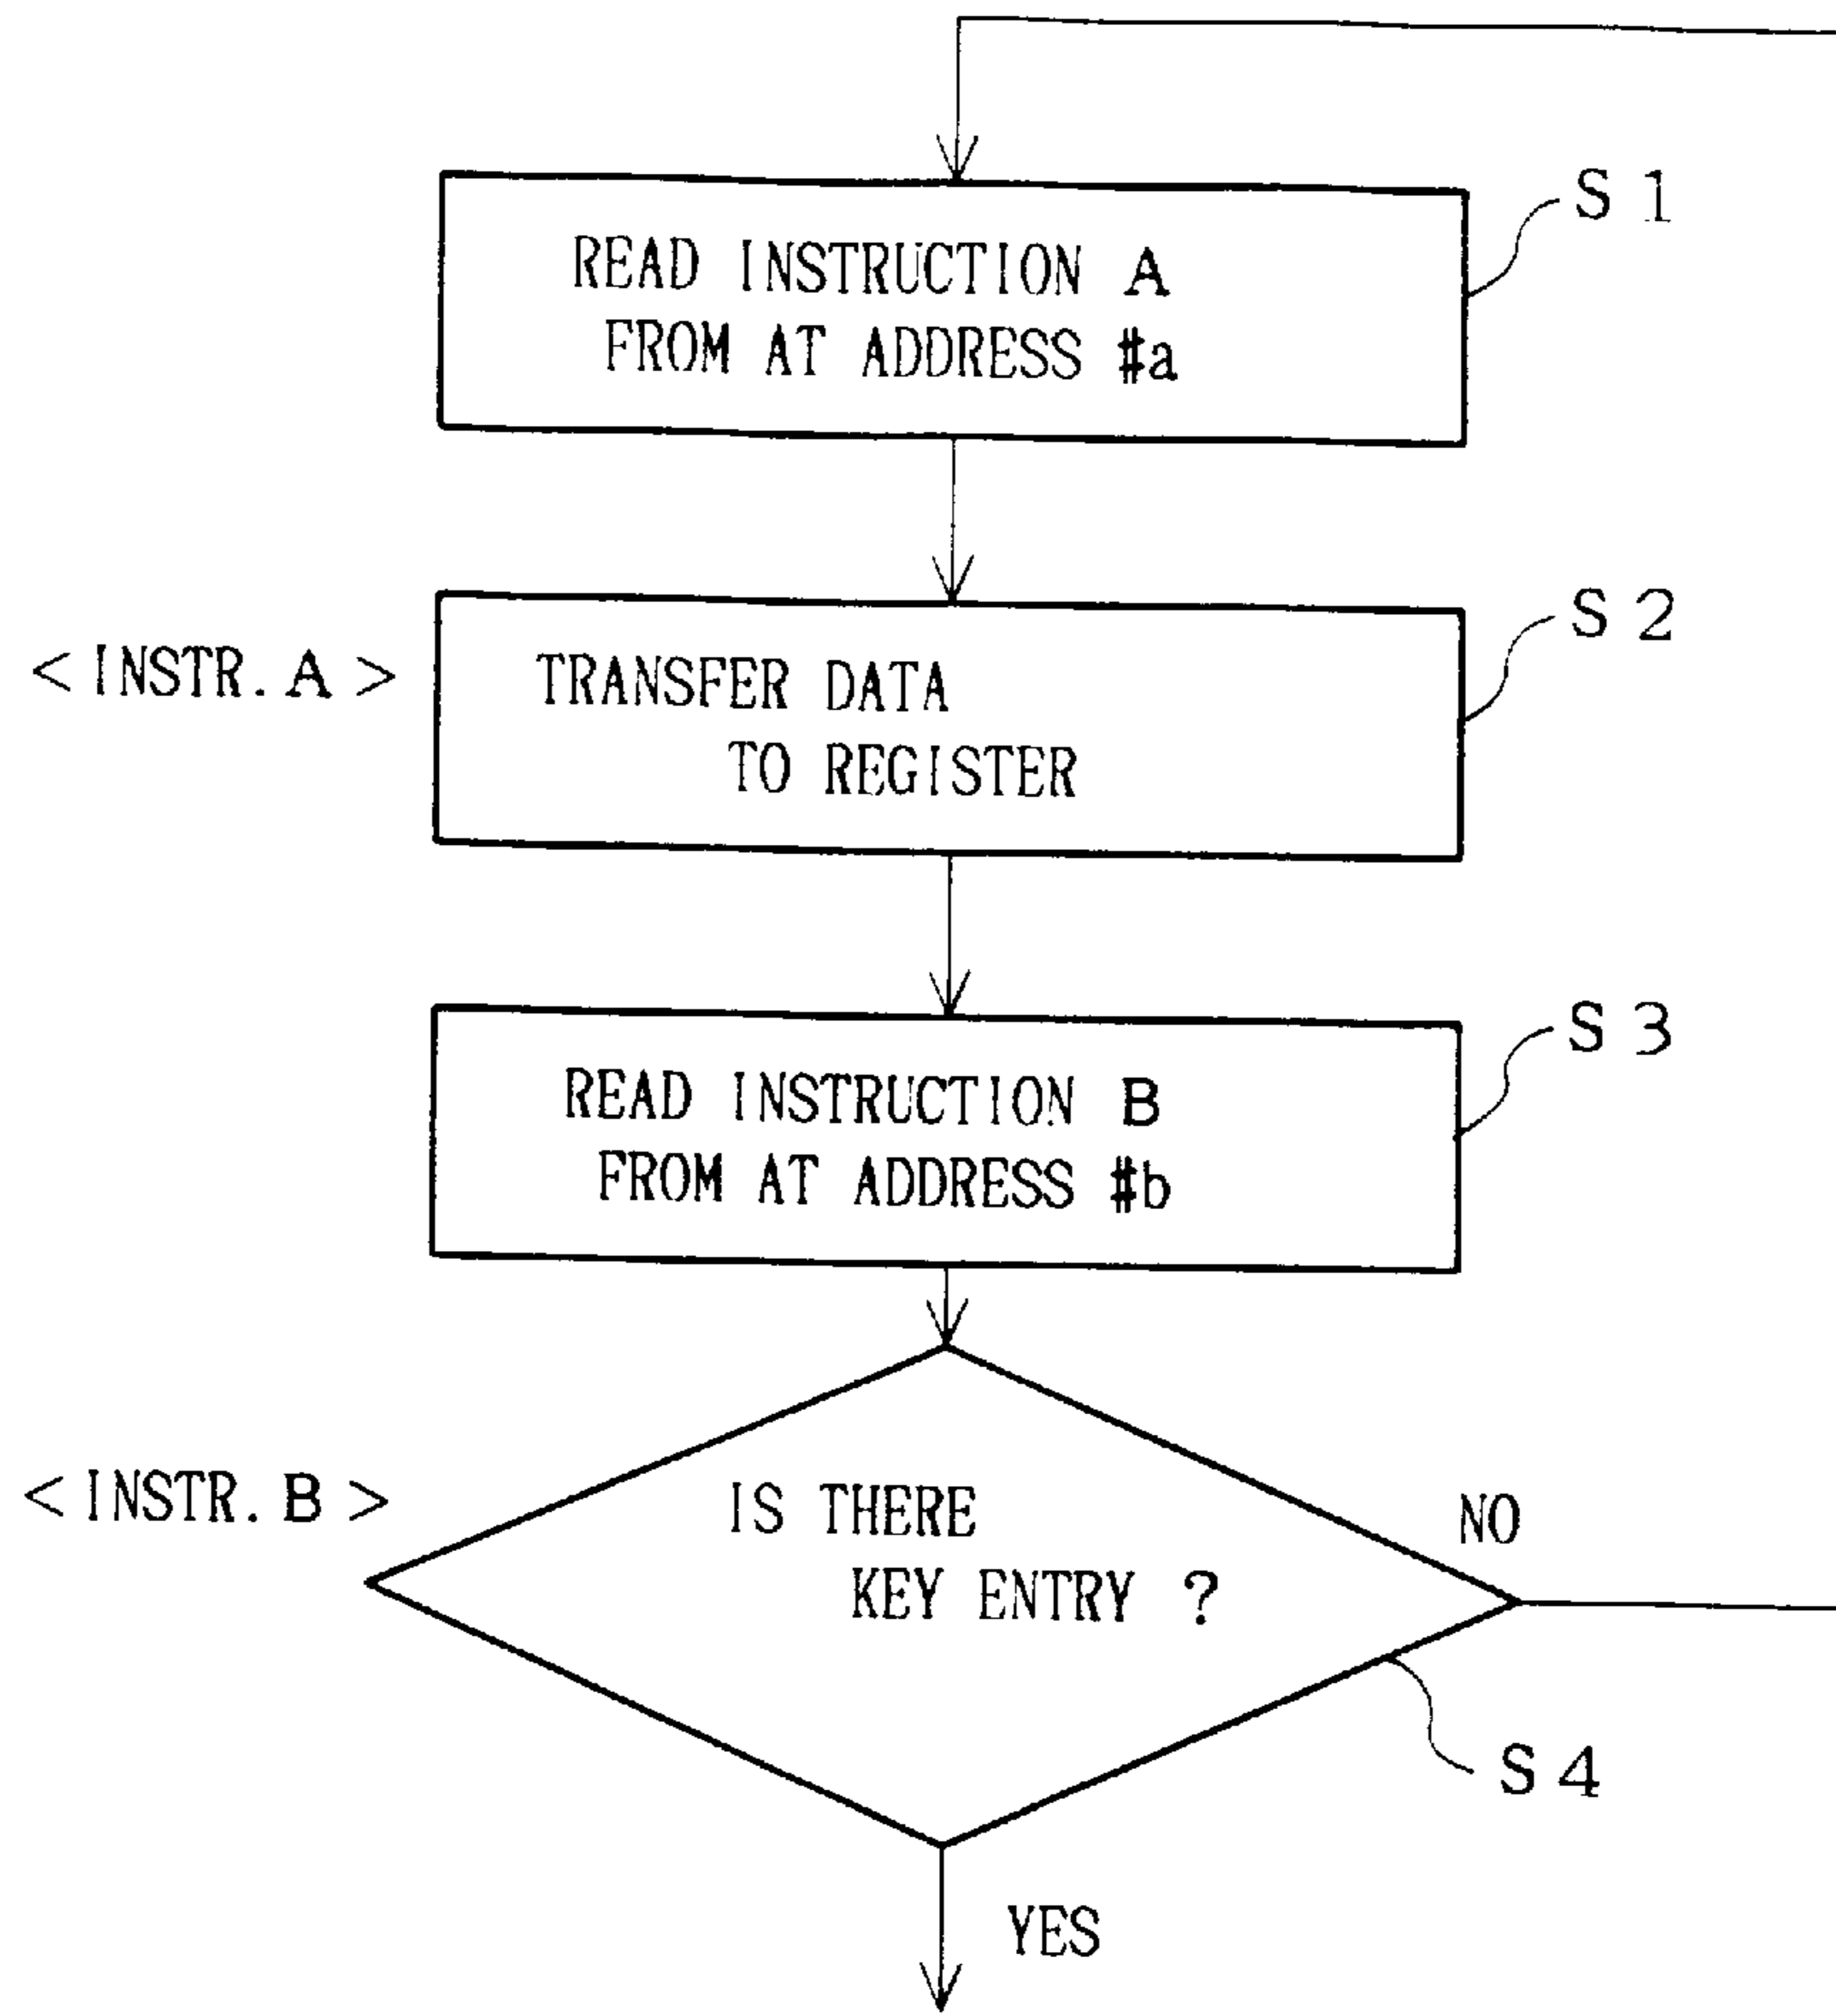 S 1
READ INSTRUCTION A
FROM AT ADDRESS #a
S 2
< INSTR. A >
TRANSFER DATA
TO REGISTER
S 3
READ INSTRUCTION B
FROM AT ADDRESS #b
< INSTR. B >
IS THERE
KEY ENTRY ?
NO
S 4
YES